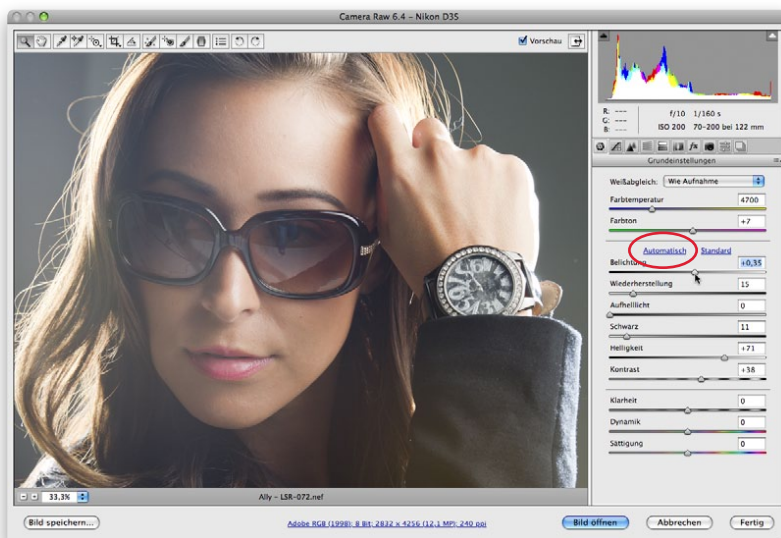 Camera Raw 6.4 – Nikon D3S
Vorschau
R: ---
G: ---
B: ---
f/10 1/160 s
ISO 200 70–200 bei 122 mm
Grundeinstellungen
Weißabgleich: Wie Aufnahme
Farbtemperatur 4700
Farbton +7
Automatisch Standard
Belichtung +0,35
Wiederherstellung 15
Aufhelllicht 0
Schwarz 11
Helligkeit +71
Kontrast +38
Klarheit 0
Dynamik 0
Sättigung 0
33,3%
Ally – LSR-072.nef
Bild speichern...
Adobe RGB (1998); 8 Bit; 2832 x 4256 (12,1 MP); 240 ppi
Bild öffnen
Abbrechen
Fertig